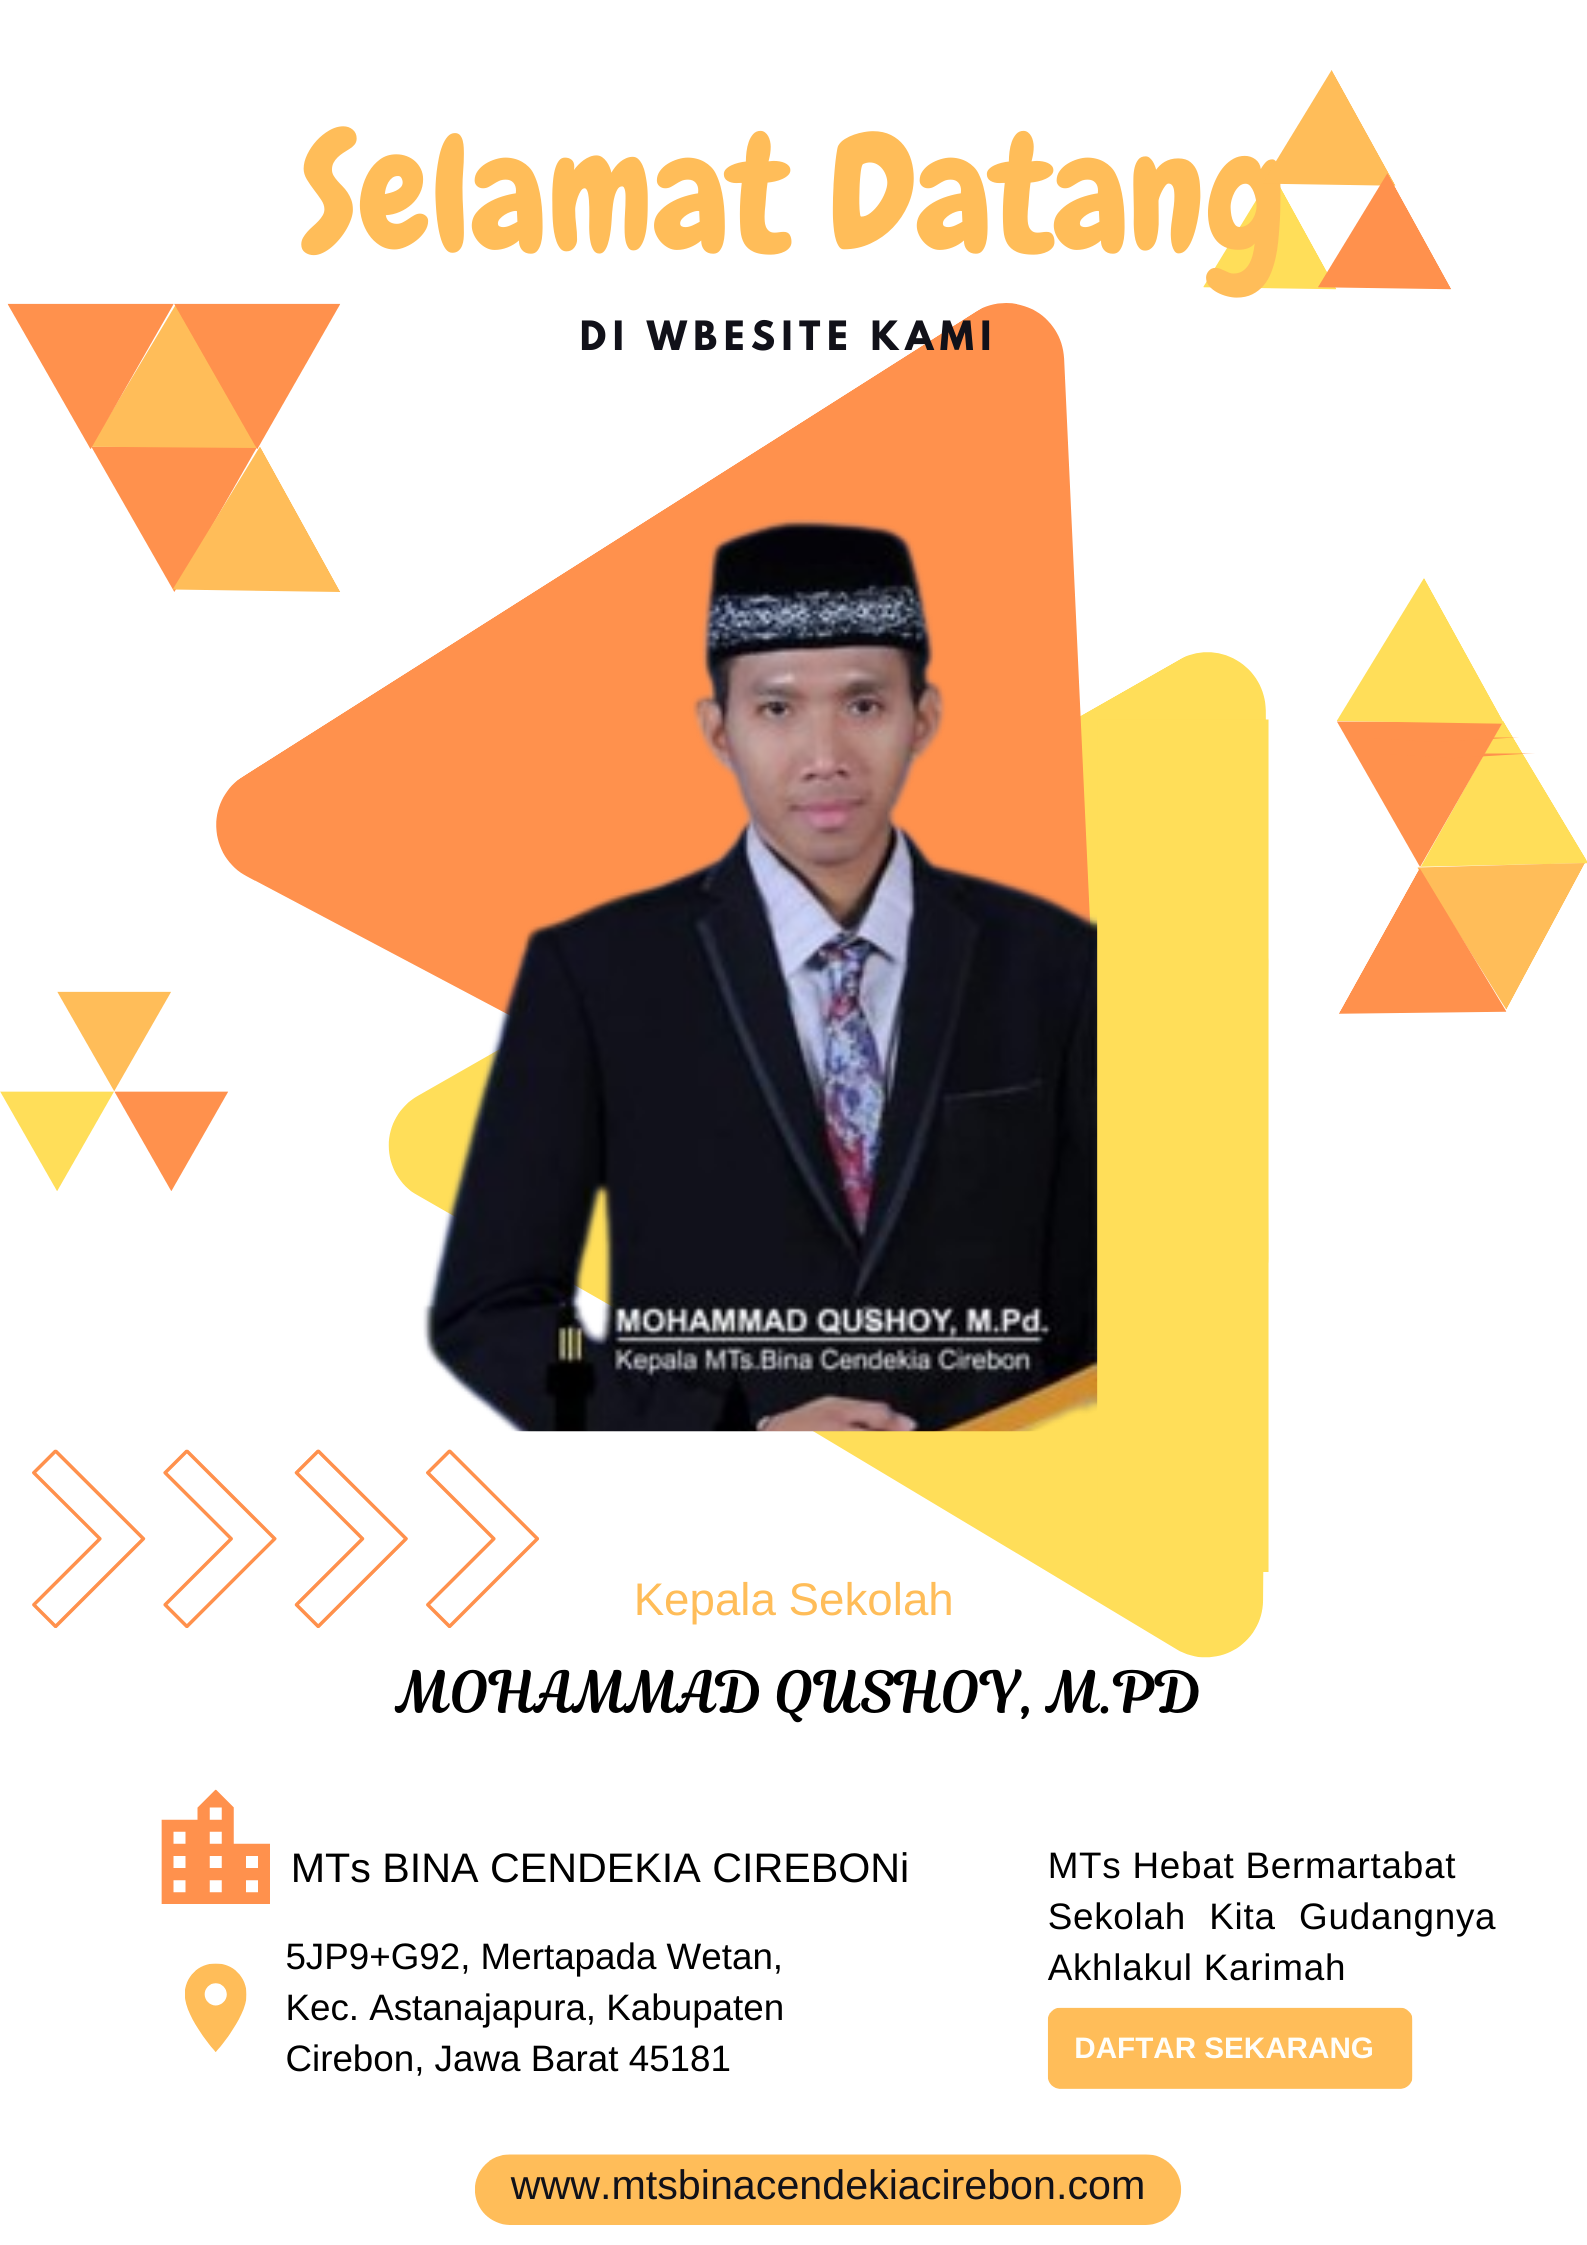 Selamat Datang
DI WBESITE KAMI
MOHAMMAD QUSHOY, M.Pd.
Kepala MTs.Bina Cendekia Cirebon
Kepala Sekolah
MOHAMMAD QUSHOY, M.PD
MTs BINA CENDEKIA CIREBONi
5JP9+G92, Mertapada Wetan,
Kec. Astanajapura, Kabupaten
Cirebon, Jawa Barat 45181
MTs Hebat Bermartabat
Sekolah Kita Gudangnya
Akhlakul Karimah
DAFTAR SEKARANG
www.mtsbinacendekiacirebon.com